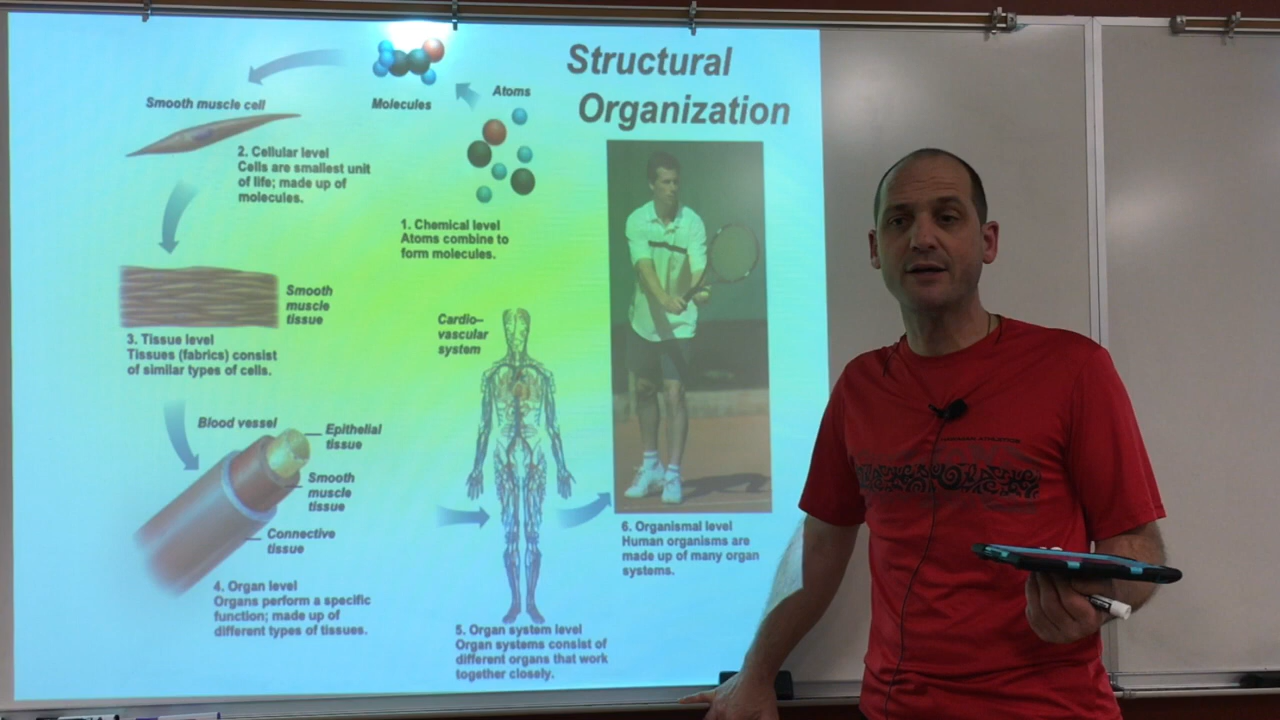 Structural
Organization
Atoms
Molecules
1. Chemical level
Atoms combine to
form molecules.
Smooth muscle cell
2. Cellular level
Cells are smallest unit
of life; made up of
molecules.
Smooth
muscle
tissue
3. Tissue level
Tissues (fabrics) consist
of similar types of cells.
Blood vessel
Epithelial
tissue
Smooth
muscle
tissue
Connective
tissue
4. Organ level
Organs perform a specific
function; made up of
different types of tissues.
Cardio–
vascular
system
5. Organ system level
Organ systems consist of
different organs that work
together closely.
6. Organismal level
Human organisms are
made up of many organ
systems.